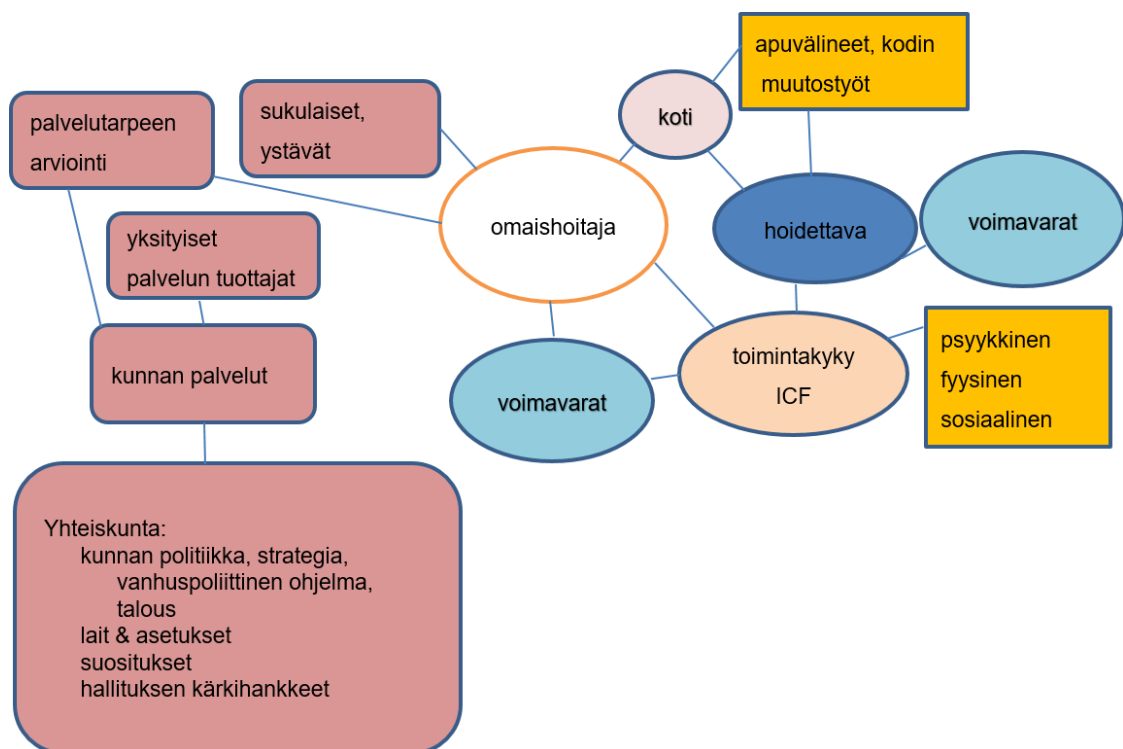 apuvälineet, kodin
muutostyöt
palvelutarpeen
arviointi
sukulaiset,
ystävät
koti
omaishoitaja
hoidettava
voimavarat
yksityiset
palvelun tuottajat
kunnan palvelut
voimavarat
toimintakyky
ICF
psyykkinen
fyysinen
sosiaalinen
Yhteiskunta:
kunnan politiikka, strategia,
vanhuspoliittinen ohjelma,
talous
lait & asetukset
suositukset
hallituksen kärkihankkeet